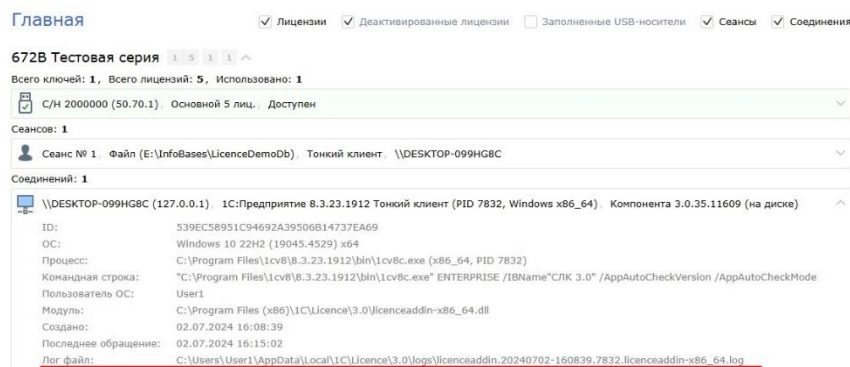 Главная
Лицензии Деактивированные лицензии Заполненные USB-носители Сеансы Соединения
672B Тестовая серия 1 5 1 1
Всего ключей: 1, Всего лицензий: 5, Использовано: 1
С/Н 2000000 (50.70.1), Основной 5 лиц. Доступен
Сеансов: 1
Сеанс № 1, Файл (E:\InfoBases\LicenceDemoDb), Тонкий клиент, \\DESKTOP-099HG8C
Соединений: 1
\\DESKTOP-099HG8C (127.0.0.1), 1С:Предприятие 8.3.23.1912 Тонкий клиент (PID 7832, Windows x86_64), Компонента 3.0.35.11609 (на диске)
ID: 539EC58951C94692A39506B14737EA69
ОС: Windows 10 22H2 (19045.4529) x64
Процесс: C:\Program Files\1cv8\8.3.23.1912\bin\1cv8c.exe (x86_64, PID 7832)
Командная строка: "C:\Program Files\1cv8\8.3.23.1912\bin\1cv8c.exe" ENTERPRISE /IBName"СЛК 3.0" /AppAutoCheckVersion /AppAutoCheckMode
Пользователь ОС: User1
Модуль: C:\Program Files (x86)\1C\Licence\3.0\licenceaddin-x86_64.dll
Создано: 02.07.2024 16:08:39
Последнее обращение: 02.07.2024 16:15:02
Лог файл: C:\Users\User1\AppData\Local\1C\Licence\3.0\logs\licenceaddin.20240702-160839.7832.licenceaddin-x86_64.log